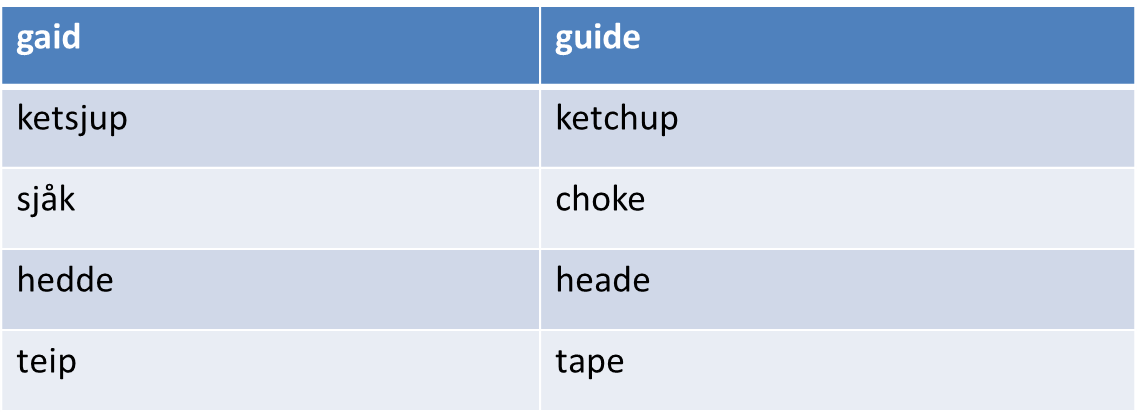 gaid guide
ketsjup ketchup
sjåk choke
hedde heade
teip tape